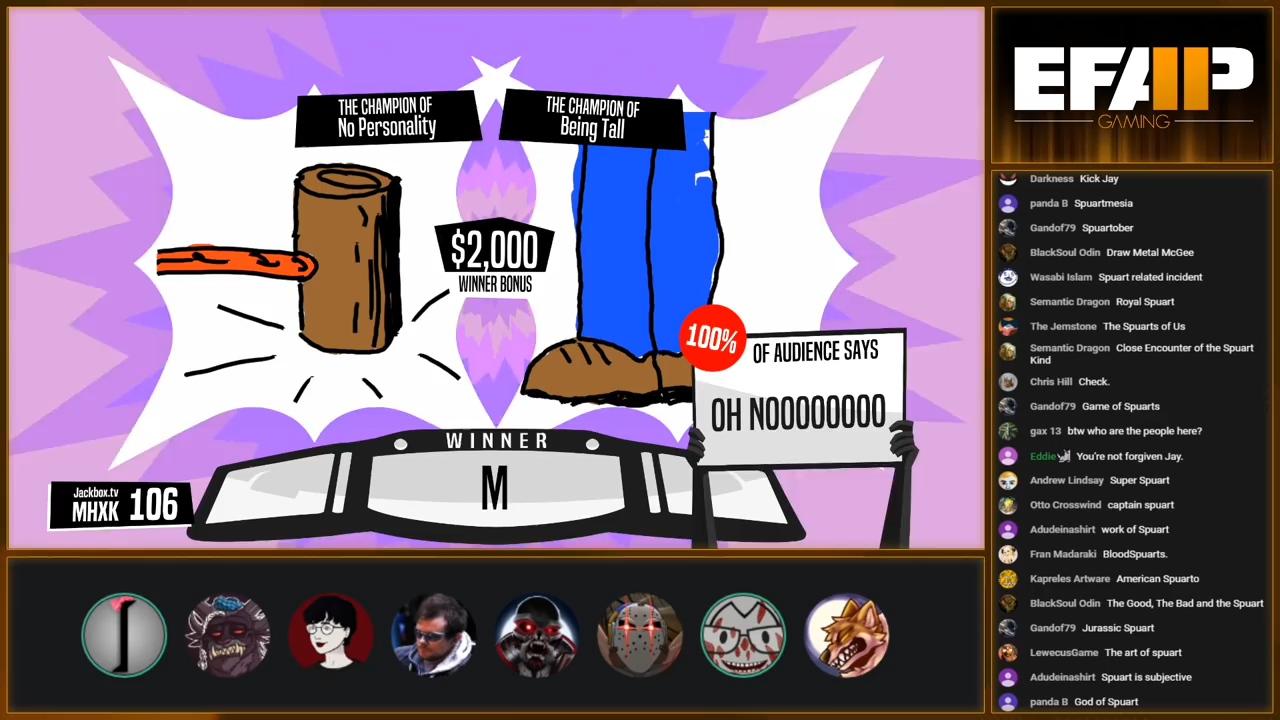 THE CHAMPION OF
No Personality
THE CHAMPION OF
Being Tall
$2,000
WINNER BONUS
100%
OF AUDIENCE SAYS
OH NOOOOOOOO
WINNER
M
Jackbox.tv
MHXK 106
EFAP
GAMING
Darkness Kick Jay
panda B Spuartmesia
Gandof79 Spuartober
BlackSoul Odin Draw Metal McGee
Wasabi Islam Spuart related incident
Semantic Dragon Royal Spuart
The Jemstone The Spuarts of Us
Semantic Dragon Close Encounter of the Spuart
Kind
Chris Hill Check.
Gandof79 Game of Spuarts
gax 13 btw who are the people here?
Eddie You're not forgiven Jay.
Andrew Lindsay Super Spuart
Otto Crosswind captain spuart
Adudeinashirt work of Spuart
Fran Madaraki BloodSpuarts.
Kapreles Artware American Spuarto
BlackSoul Odin The Good, The Bad and the Spuart
Gandof79 Jurassic Spuart
LewecusGame The art of spuart
Adudeinashirt Spuart is subjective
panda B God of Spuart